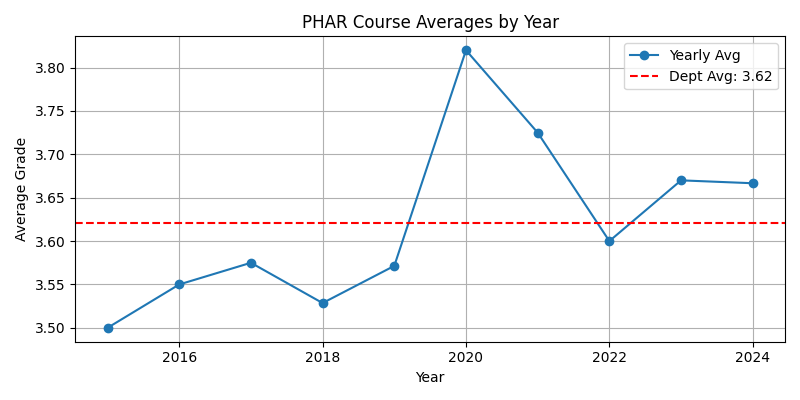 PHAR Course Averages by Year
Yearly Avg
Dept Avg: 3.62
Average Grade
3.80
3.75
3.70
3.65
3.60
3.55
3.50
2016
2018
2020
2022
2024
Year